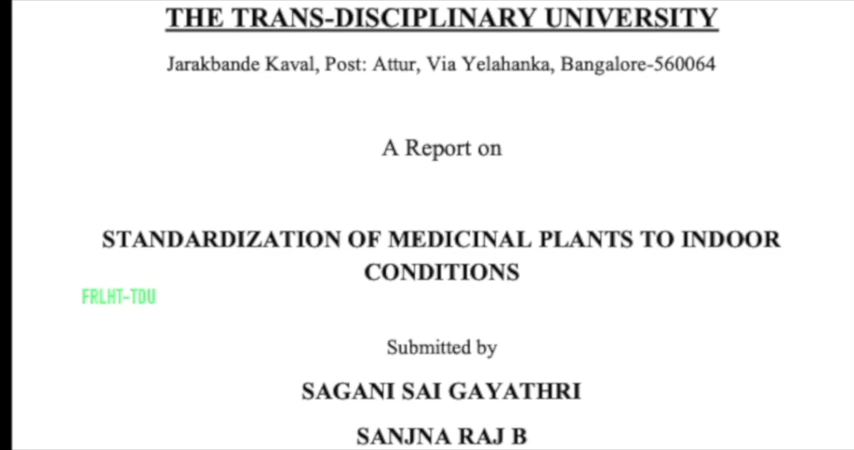 THE TRANS-DISCIPLINARY UNIVERSITY
Jarakbande Kaval, Post: Attur, Via Yelahanka, Bangalore-560064
A Report on
STANDARDIZATION OF MEDICINAL PLANTS TO INDOOR
CONDITIONS
FRLHT-TDU
Submitted by
SAGANI SAI GAYATHRI
SANJNA RAJ B